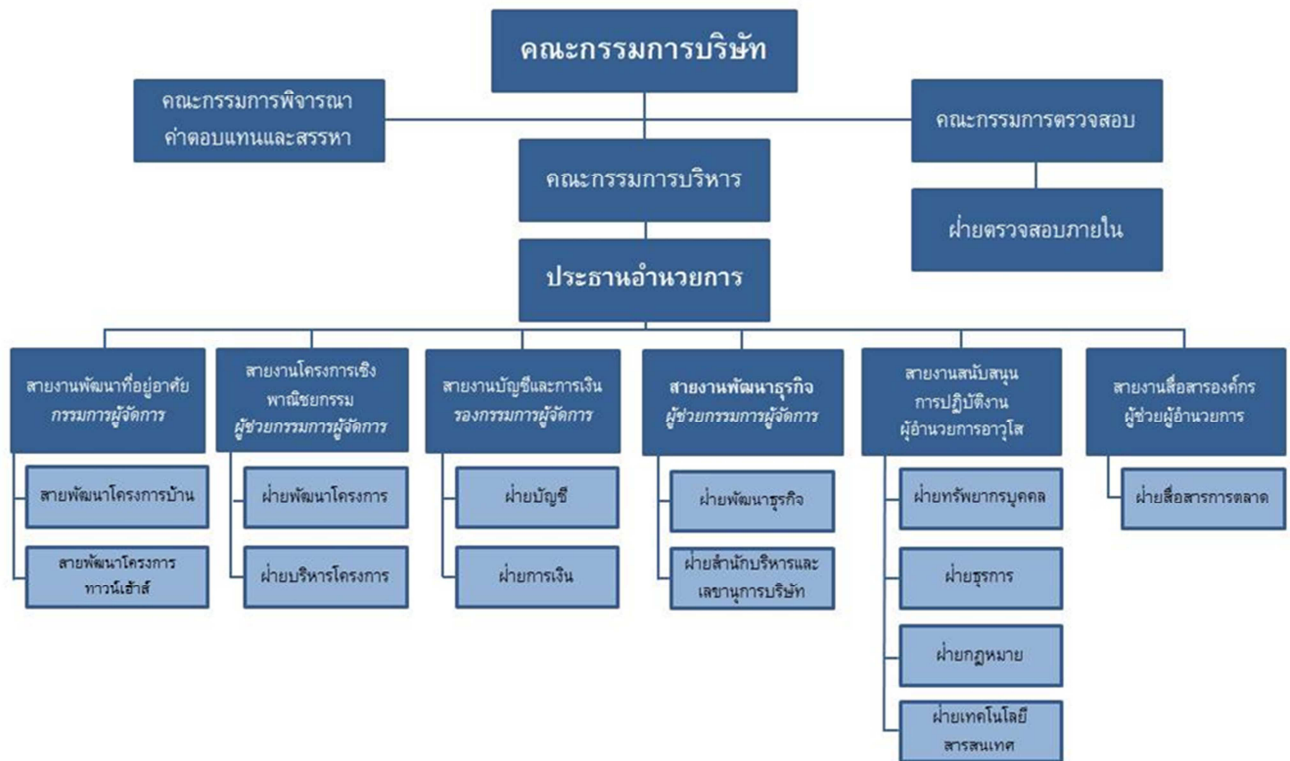 คณะกรรมการบริษัท
คณะกรรมการพิจารณา
ค่าตอบแทนและสรรหา
คณะกรรมการตรวจสอบ
คณะกรรมการบริหาร
ฝ่ายตรวจสอบภายใน
ประธานอำนวยการ
สายงานพัฒนาที่อยู่อาศัย
กรรมการผู้จัดการ
สายงานโครงการเชิง
พาณิชยกรรม
ผู้ช่วยกรรมการผู้จัดการ
สายงานบัญชีและการเงิน
รองกรรมการผู้จัดการ
สายงานพัฒนาธุรกิจ
ผู้ช่วยกรรมการผู้จัดการ
สายงานสนับสนุน
การปฏิบัติงาน
ผุ้อำนวยการอาวุโส
สายงานสื่อสารองค์กร
ผู้ช่วยผู้อำนวยการ
สายพัฒนาโครงการบ้าน
สายพัฒนาโครงการ
ทาวน์เฮ้าส์
ฝ่ายพัฒนาโครงการ
ฝ่ายบริหารโครงการ
ฝ่ายบัญชี
ฝ่ายการเงิน
ฝ่ายพัฒนาธุรกิจ
ฝ่ายสำนักบริหารและ
เลขานุการบริษัท
ฝ่ายทรัพยากรบุคคล
ฝ่ายธุรการ
ฝ่ายกฎหมาย
ฝ่ายเทคโนโลยี
สารสนเทศ
ฝ่ายสื่อสารการตลาด